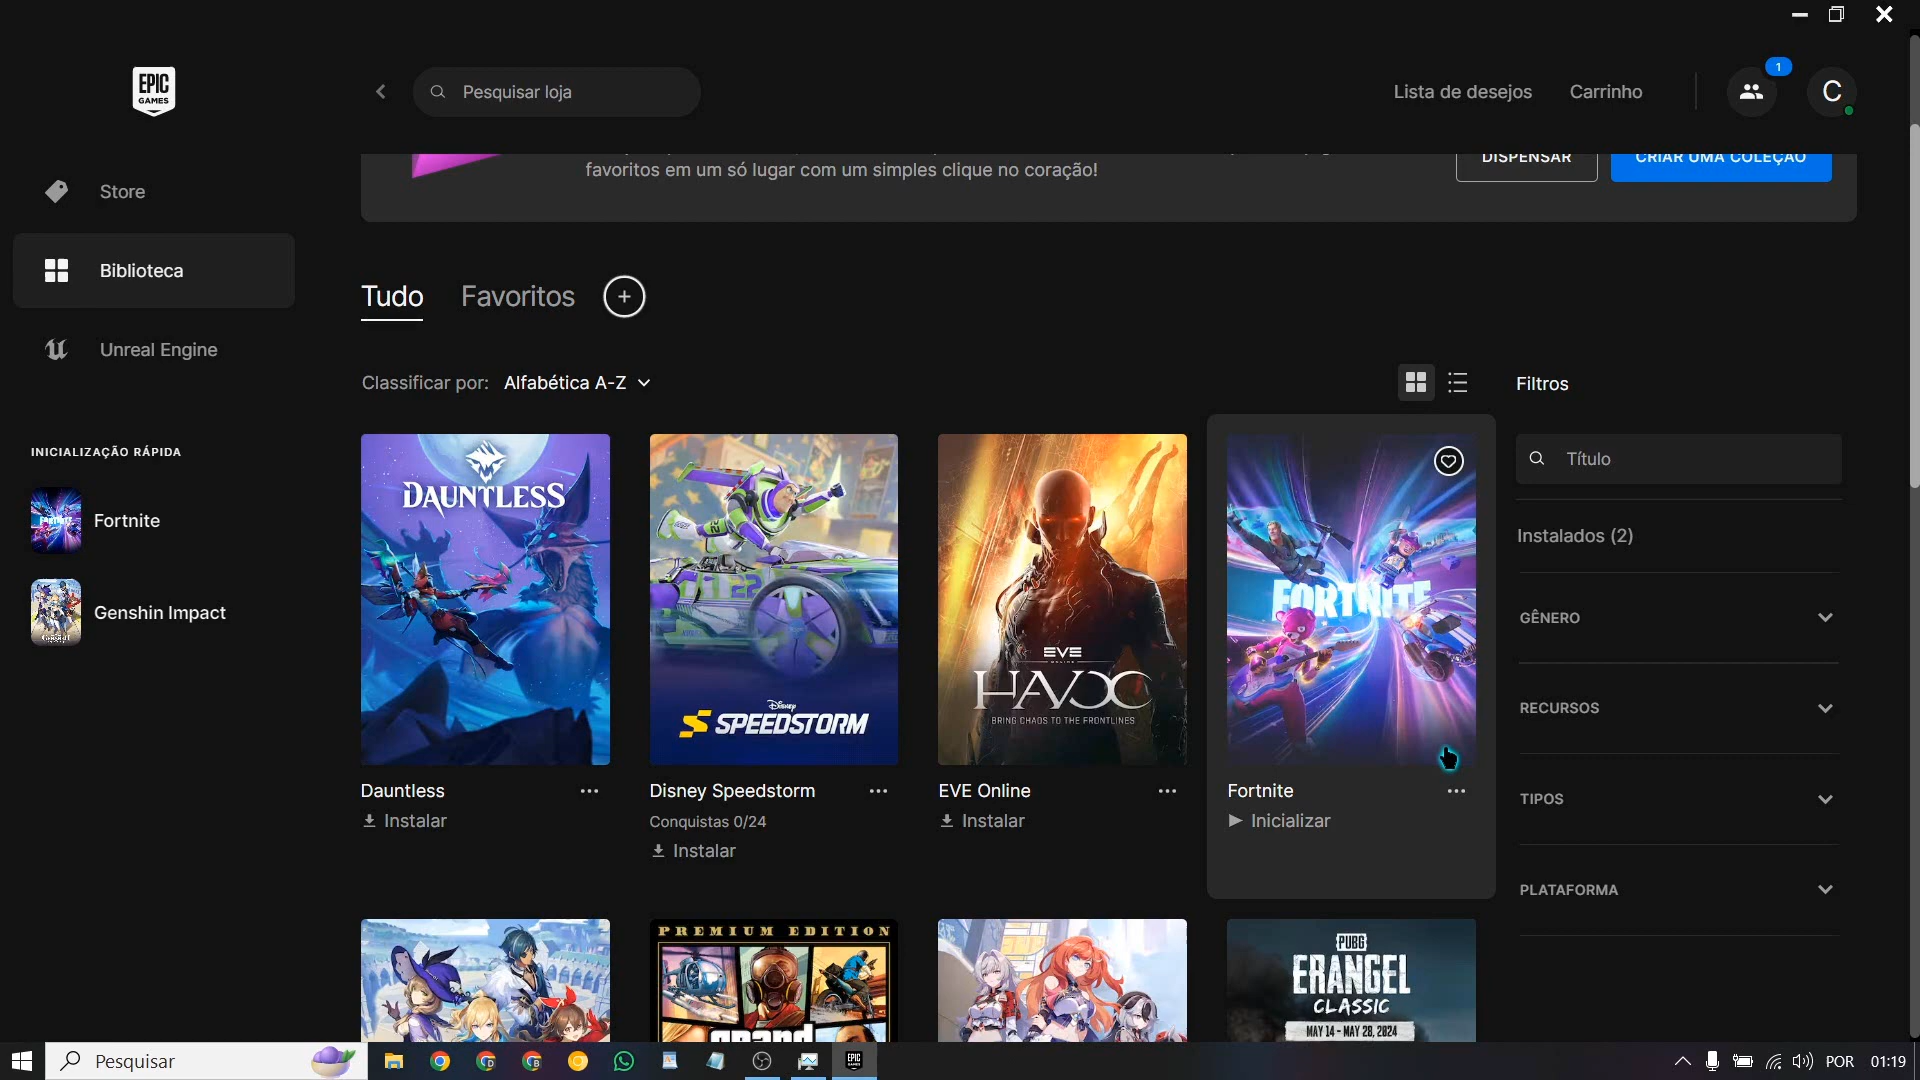 EPIC
GAMES
Pesquisar loja
Lista de desejos
Carrinho
1
C
favoritos em um só lugar com um simples clique no coração!
DISPENSAR
CRIAR UMA COLEÇÃO
Store
Biblioteca
Unreal Engine
Tudo
Favoritos
Classificar por: Alfabética A-Z
Filtros
INICIALIZAÇÃO RÁPIDA
Fortnite
Genshin Impact
DAUNTLESS
Disney
SPEEDSTORM
EVE
ONLINE
HAVOC
BRING CHAOS TO THE FRONTLINES
FORTNITE
Dauntless
Instalar
Disney Speedstorm
Conquistas 0/24
Instalar
EVE Online
Instalar
Fortnite
Inicializar
Título
Instalados (2)
GÊNERO
RECURSOS
TIPOS
PLATAFORMA
PREMIUM EDITION
grand
PUBG
ERANGEL
CLASSIC
MAY 14 - MAY 28, 2024
Pesquisar
POR
01:19